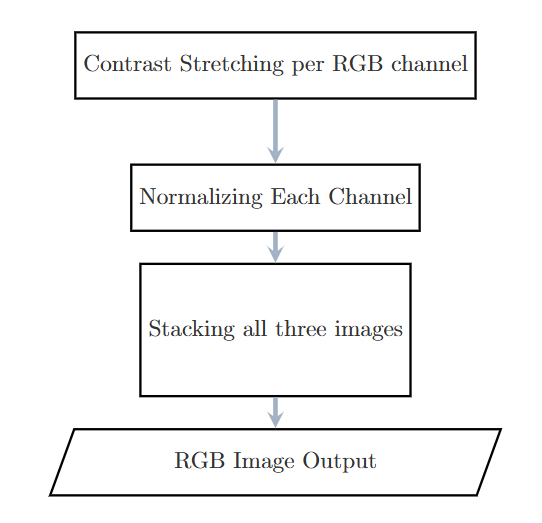 Contrast Stretching per RGB channel
Normalizing Each Channel
Stacking all three images
RGB Image Output